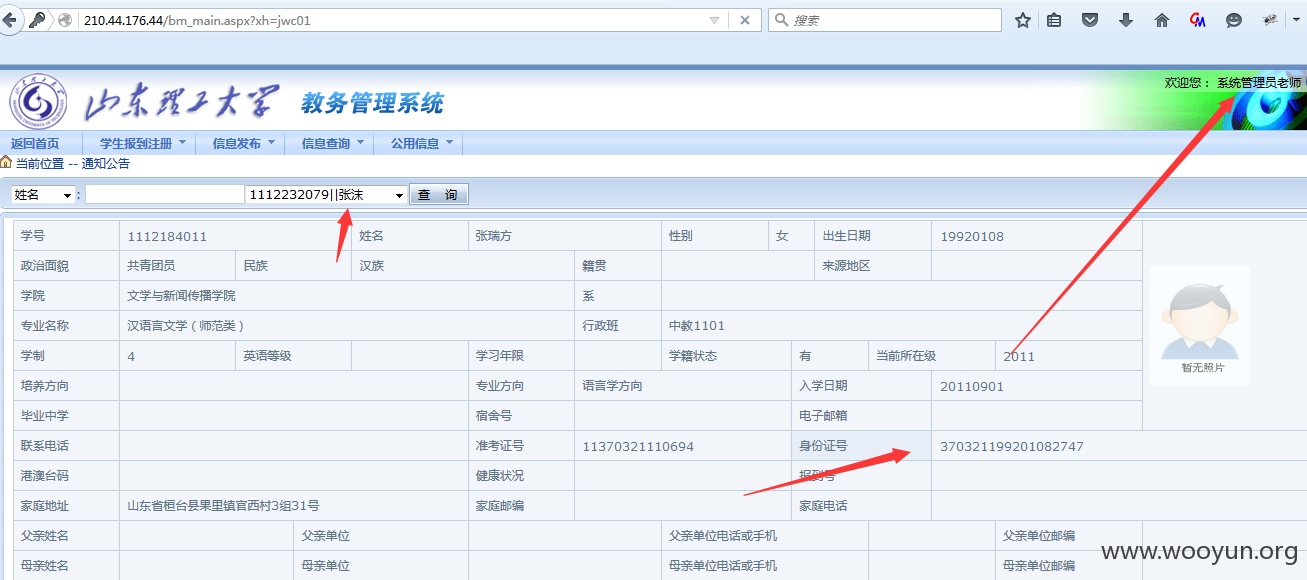 210.44.176.44/bm_main.aspx?xh=jwc01 搜索
山东理工大学 教务管理系统 欢迎您： 系统管理员老师
返回首页 学生报到注册 信息发布 信息查询 公用信息
当前位置 -- 通知公告
姓名 : 1112232079||张沫 查 询
学号 1112184011 姓名 张瑞方 性别 女 出生日期 19920108
政治面貌 共青团员 民族 汉族 籍贯 来源地区
学院 文学与新闻传播学院 系
专业名称 汉语言文学（师范类） 行政班 中教1101
学制 4 英语等级 学习年限 学籍状态 有 当前所在级 2011
暂无照片
培养方向 专业方向 语言学方向 入学日期 20110901
毕业中学 宿舍号 电子邮箱
联系电话 准考证号 11370321110694 身份证号 370321199201082747
港澳台码 健康状况 报到号
家庭地址 山东省桓台县果里镇官西村3组31号 家庭邮编 家庭电话
父亲姓名 父亲单位 父亲单位电话或手机 父亲单位邮编
www.wooyun.org
母亲姓名 母亲单位 母亲单位电话或手机 母亲单位邮编